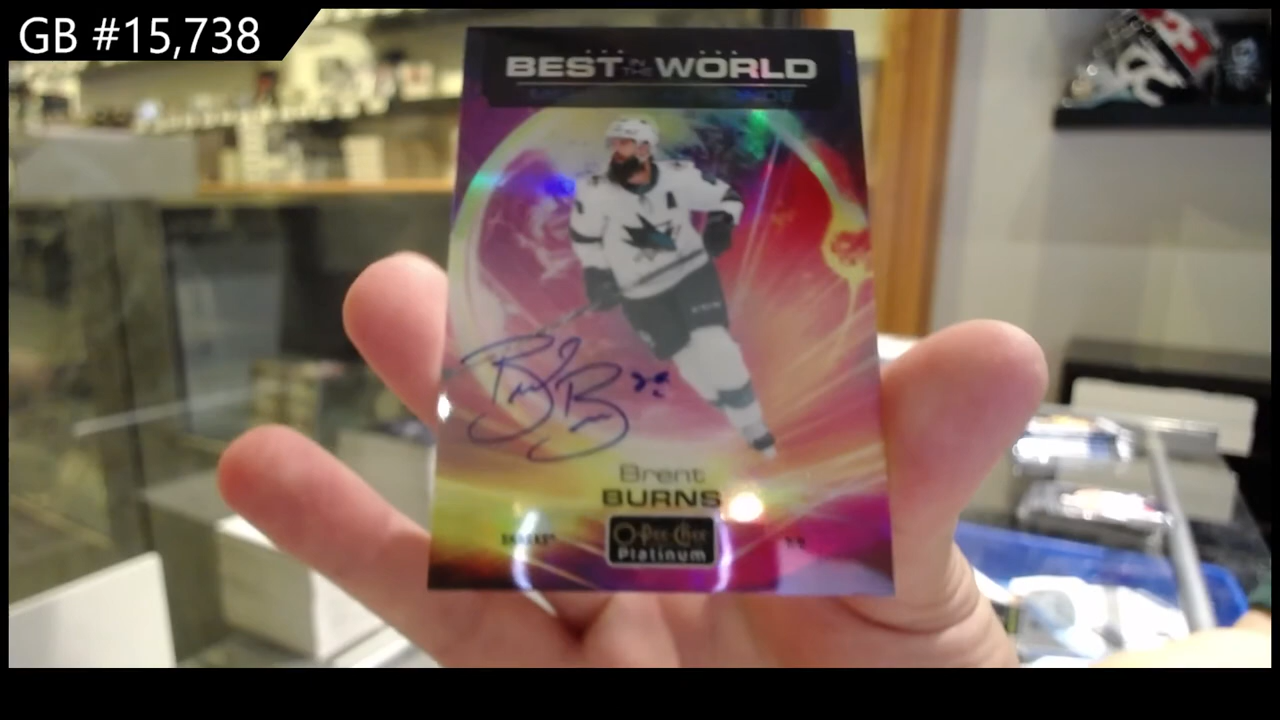 GB #15,738
BEST IN THE WORLD
A
Brent
BURNS
O-Pee-Chee
Platinum